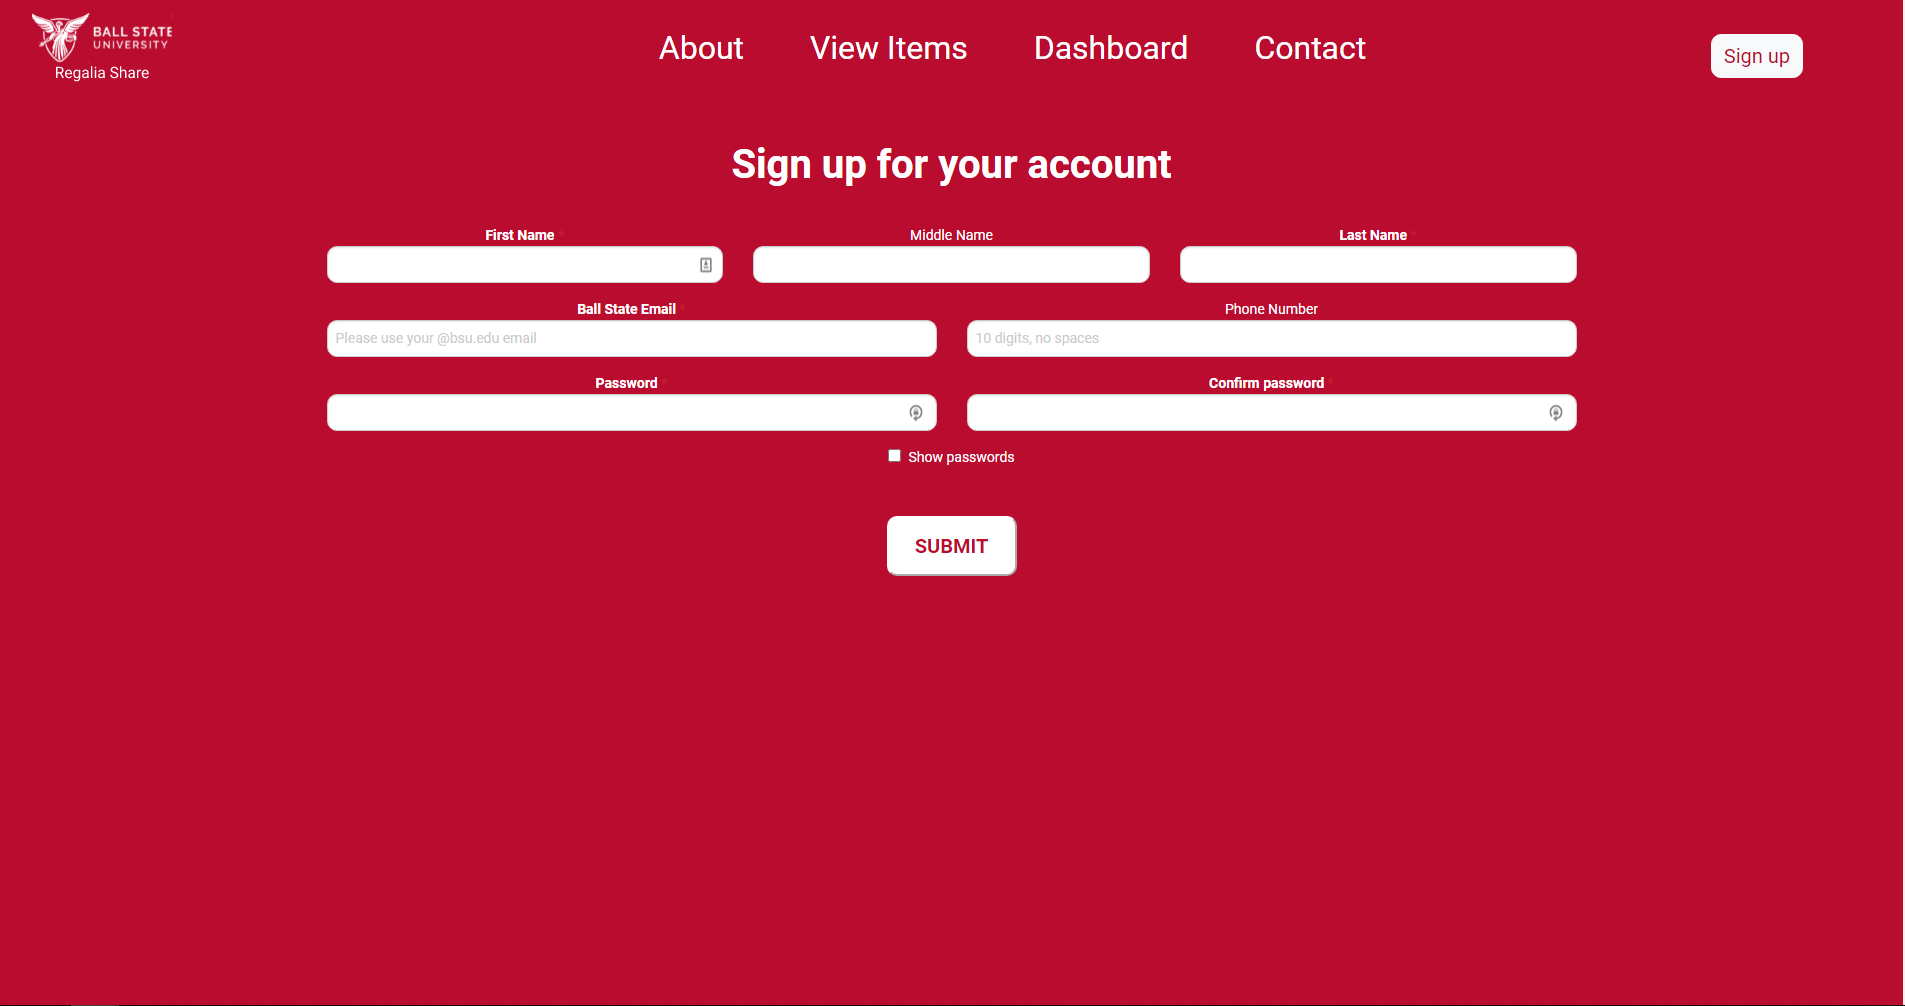 BALL STATE
UNIVERSITY
Regalia Share
About View Items Dashboard Contact
Sign up
Sign up for your account
First Name * Middle Name Last Name *
Ball State Email * Phone Number
Please use your @bsu.edu email 10 digits, no spaces
Password * Confirm password *
Show passwords
SUBMIT